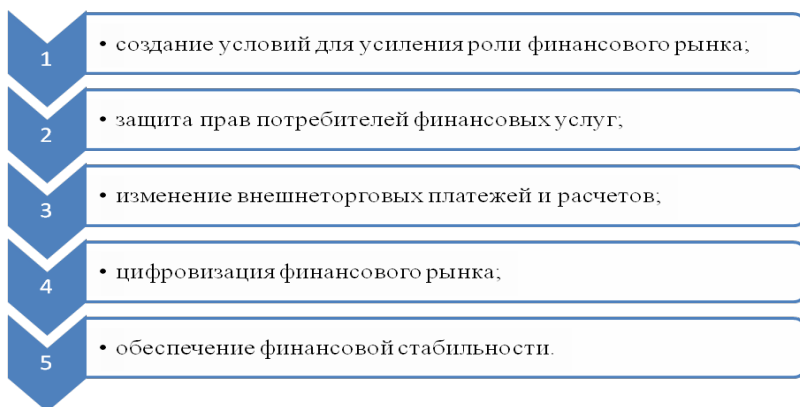 1
• создание условий для усиления роли финансового рынка;
2
• защита прав потребителей финансовых услуг;
3
• изменение внешнеторговых платежей и расчетов;
4
• цифровизация финансового рынка;
5
• обеспечение финансовой стабильности.